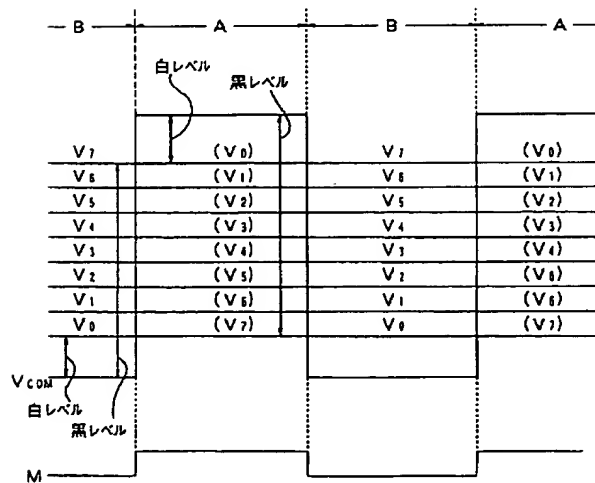 B A B A
白レベル
黒レベル
V₇ (V₀) V₇ (V₀)
V₆ (V₁) V₆ (V₁)
V₅ (V₂) V₅ (V₂)
V₄ (V₃) V₄ (V₃)
V₃ (V₄) V₃ (V₄)
V₂ (V₅) V₂
V₁ (V₆) V₁ (V₆)
V₀ (V₇) V₀ (V₇)
V_COM
白レベル
黒レベル
M